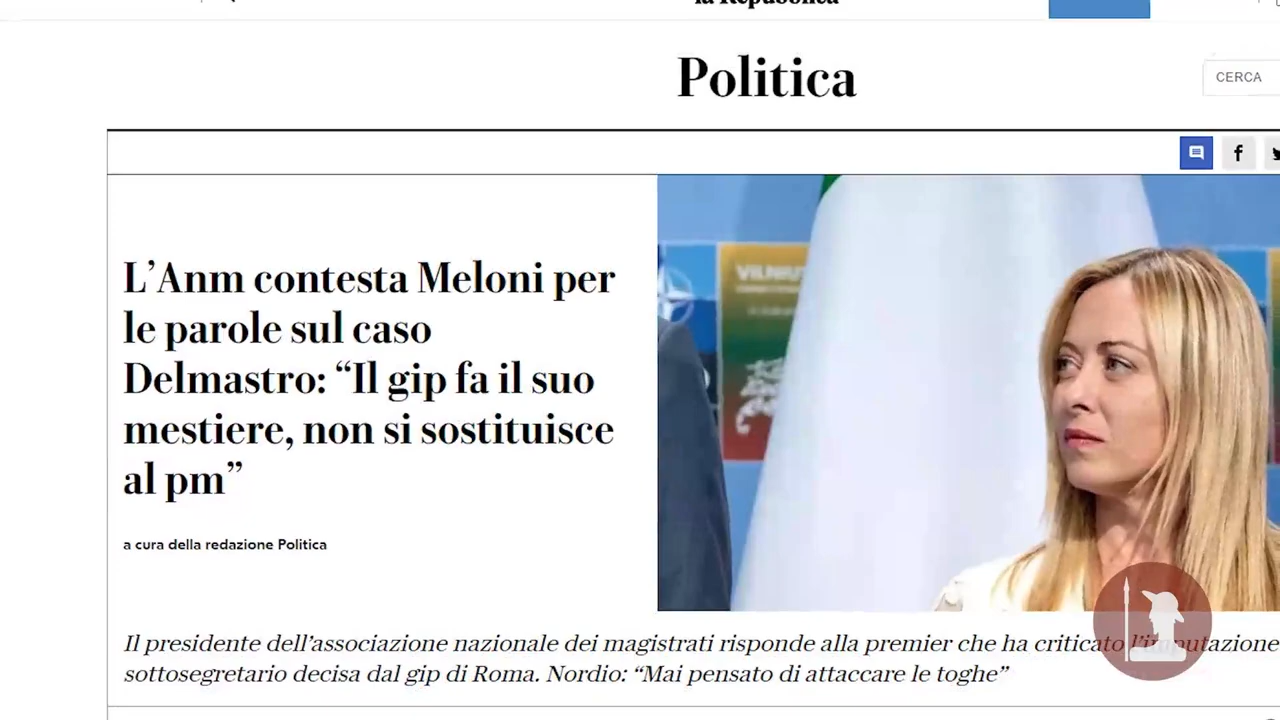 la Repubblica
Politica
CERCA
L'Anm contesta Meloni per
le parole sul caso
Delmastro: “Il gip fa il suo
mestiere, non si sostituisce
al pm”
a cura della redazione Politica
VILNIUS
Il presidente dell'associazione nazionale dei magistrati risponde alla premier che ha criticato l'imputazione
sottosegretario decisa dal gip di Roma. Nordio: “Mai pensato di attaccare le toghe”